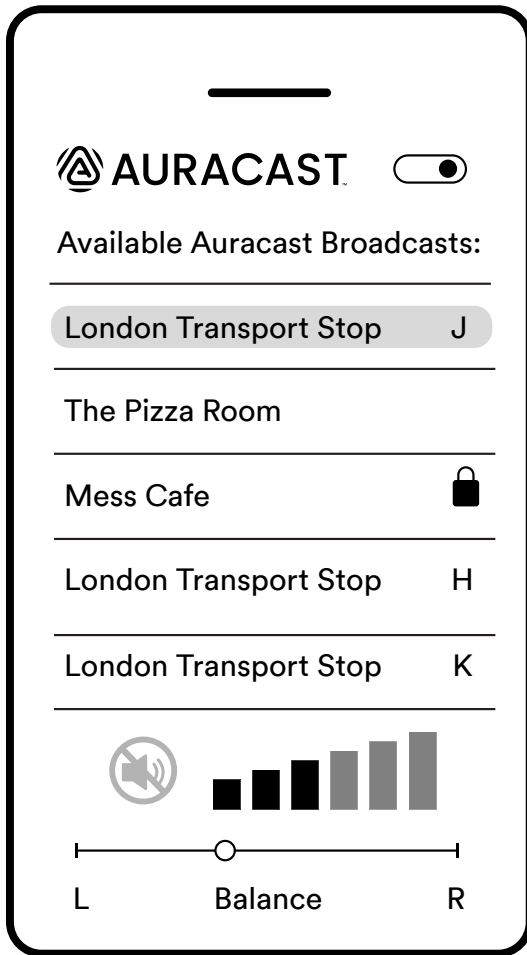 AURACAST
Available Auracast Broadcasts:
London Transport Stop J
The Pizza Room
Mess Cafe
London Transport Stop H
London Transport Stop K
L Balance R